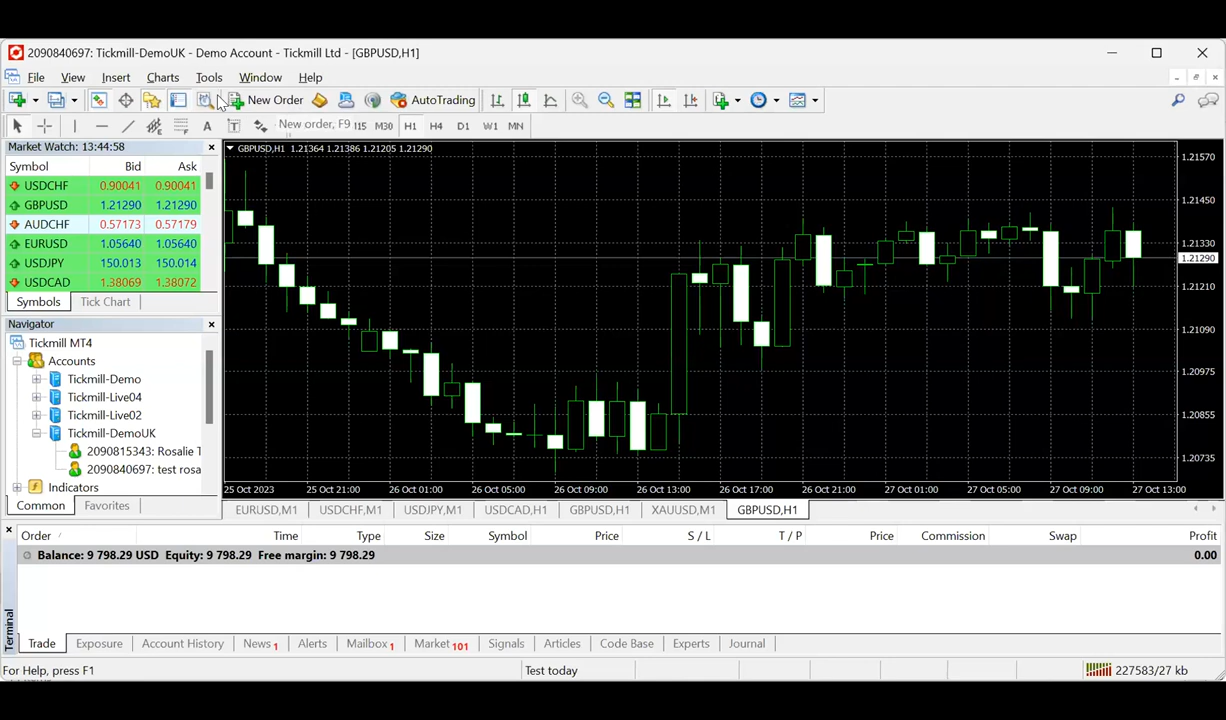 2090840697: Tickmill-DemoUK - Demo Account - Tickmill Ltd - [GBPUSD,H1]
File View Insert Charts Tools Window Help
New Order AutoTrading
A T New order, F9 M30 H1 H4 D1 W1 MN
Market Watch: 13:44:58
Symbol Bid Ask
USDCHF 0.90041 0.90041
GBPUSD 1.21290 1.21290
AUDCHF 0.57173 0.57179
EURUSD 1.05640 1.05640
USDJPY 150.013 150.014
USDCAD 1.38069 1.38072
Symbols Tick Chart
Navigator
Tickmill MT4
Accounts
Tickmill-Demo
Tickmill-Live04
Tickmill-Live02
Tickmill-DemoUK
2090815343: Rosalie T
2090840697: test rosa
Indicators
Common Favorites
GBPUSD,H1 1.21364 1.21386 1.21205 1.21290
1.21570
1.21450
1.21330
1.21290
1.21210
1.21090
1.20975
1.20855
1.20735
25 Oct 2023 25 Oct 21:00 26 Oct 01:00 26 Oct 05:00 26 Oct 09:00 26 Oct 13:00 26 Oct 17:00 26 Oct 21:00 27 Oct 01:00 27 Oct 05:00 27 Oct 09:00 27 Oct 13:00
EURUSD,M1 USDCHF,M1 USDJPY,M1 USDCAD,H1 GBPUSD,H1 XAUUSD,M1 GBPUSD,H1
Order Time Type Size Symbol Price S / L T / P Price Commission Swap Profit
Balance: 9 798.29 USD Equity: 9 798.29 Free margin: 9 798.29 0.00
Terminal
Trade Exposure Account History News 1 Alerts Mailbox 1 Market 101 Signals Articles Code Base Experts Journal
For Help, press F1 Test today 227583/27 kb